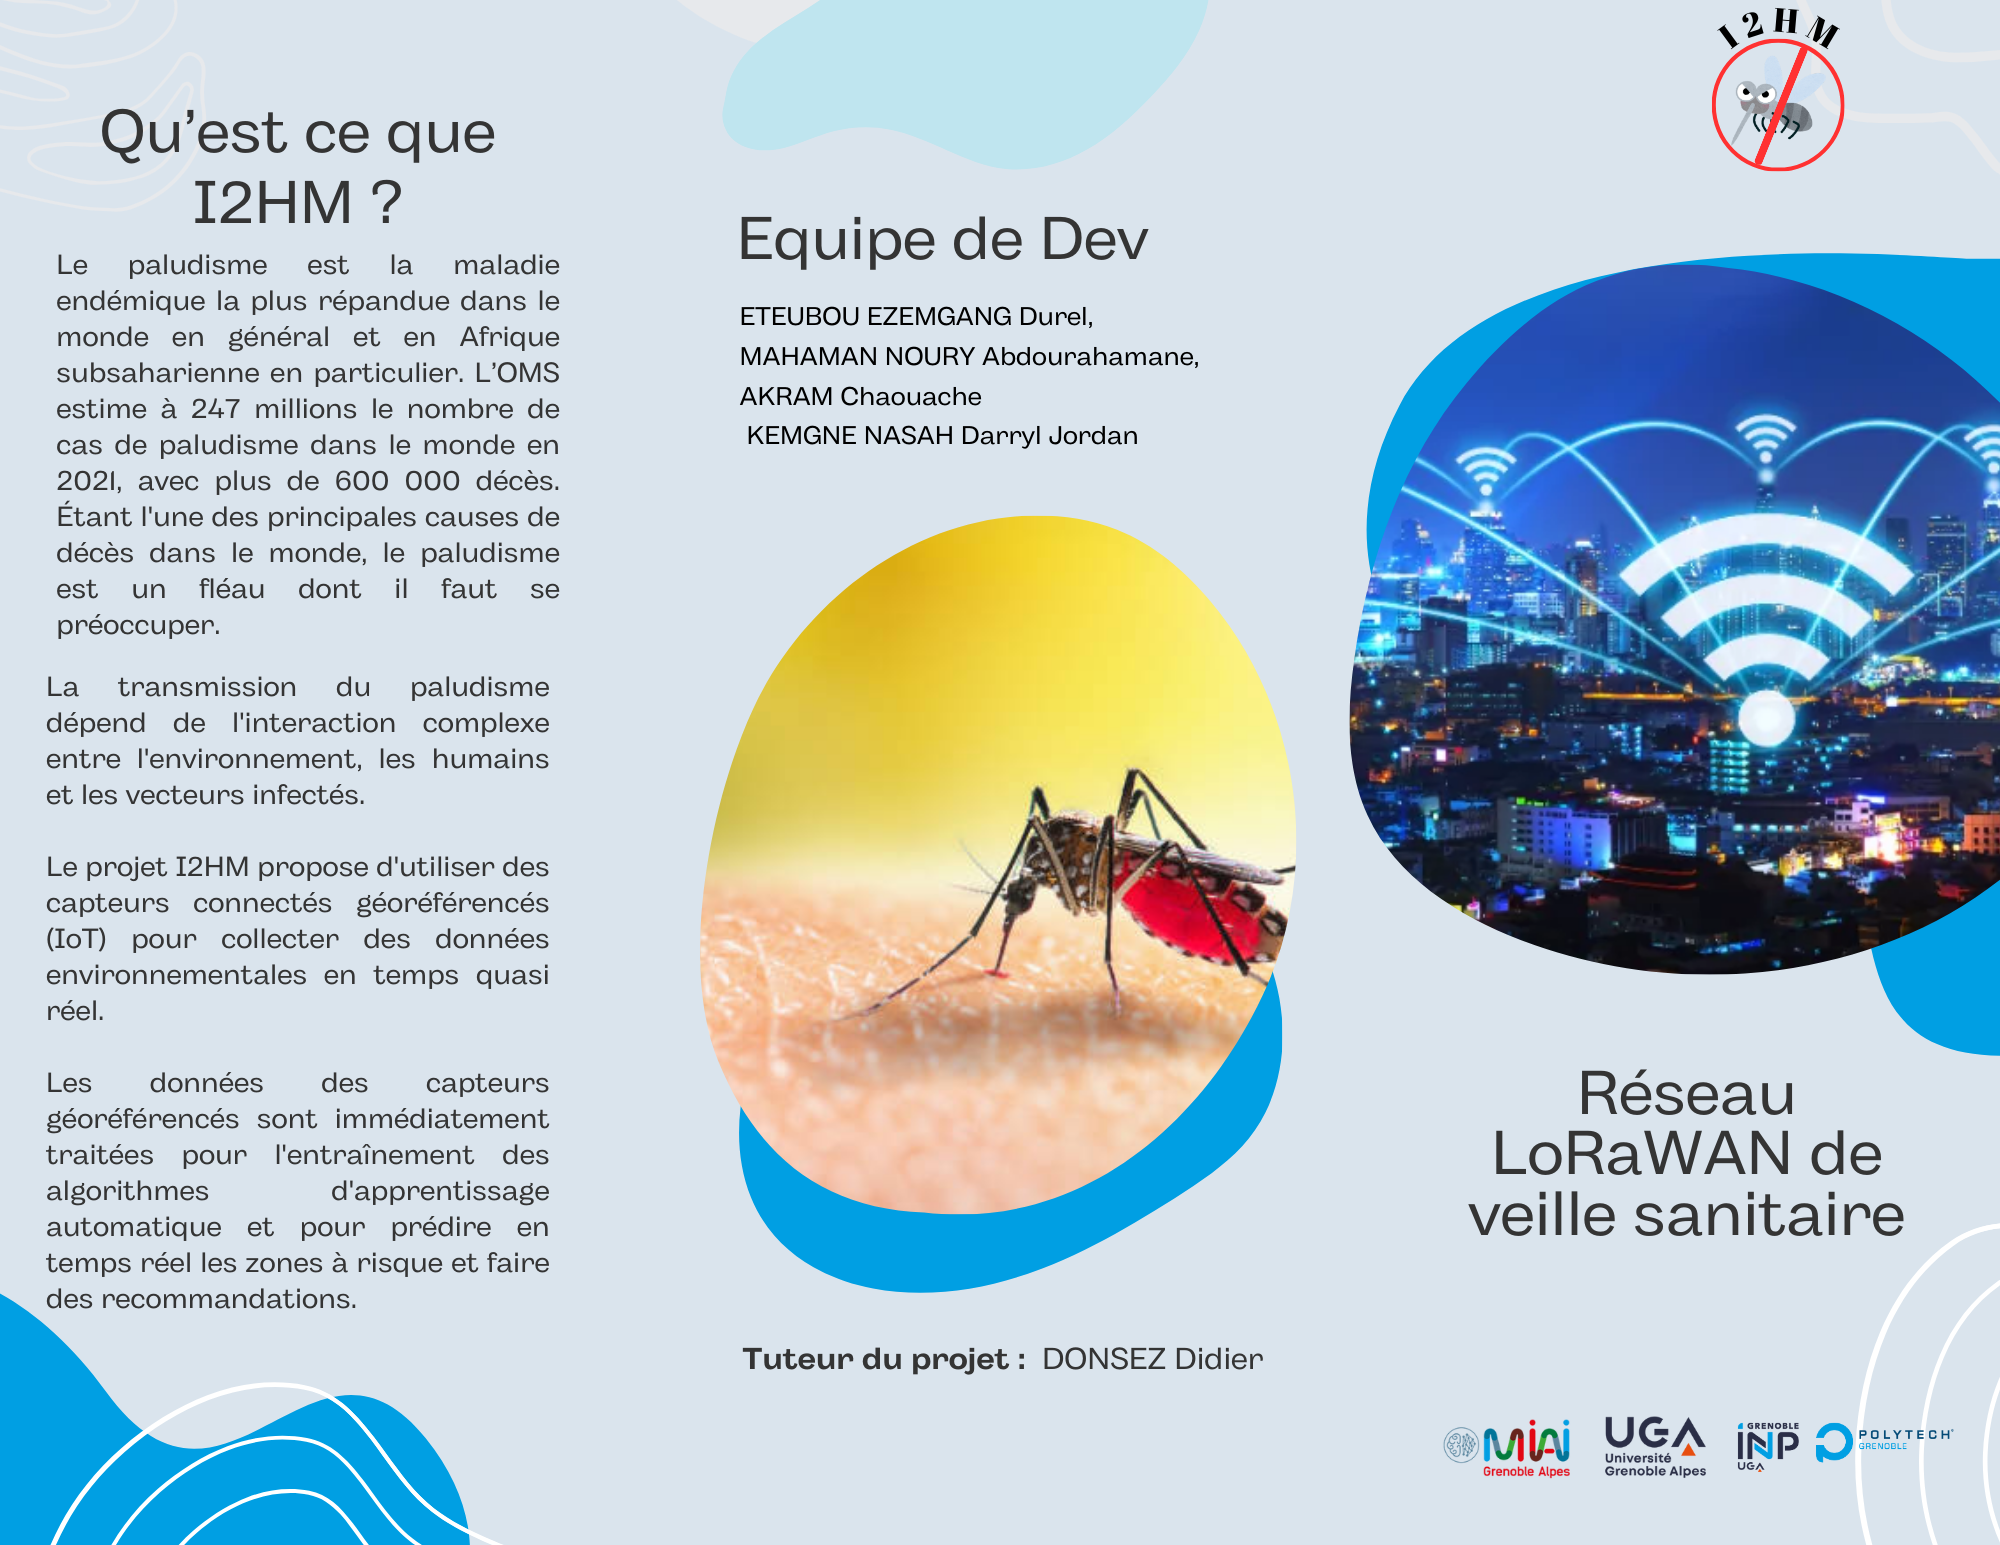 Qu’est ce que
I2HM ?
Le paludisme est la maladie
endémique la plus répandue dans le
monde en général et en Afrique
subsaharienne en particulier. L’OMS
estime à 247 millions le nombre de
cas de paludisme dans le monde en
2021, avec plus de 600 000 décès.
Étant l'une des principales causes de
décès dans le monde, le paludisme
est un fléau dont il faut se
préoccuper.
La transmission du paludisme
dépend de l'interaction complexe
entre l'environnement, les humains
et les vecteurs infectés.
Le projet I2HM propose d'utiliser des
capteurs connectés géoréférencés
(IoT) pour collecter des données
environnementales en temps quasi
réel.
Les données des capteurs
géoréférencés sont immédiatement
traitées pour l'entraînement des
algorithmes d'apprentissage
automatique et pour prédire en
temps réel les zones à risque et faire
des recommandations.
Equipe de Dev
ETEUBOU EZEMGANG Durel,
MAHAMAN NOURY Abdourahamane,
AKRAM Chaouache
KEMGNE NASAH Darryl Jordan
Tuteur du projet : DONSEZ Didier
I2HM
Réseau
LoRaWAN de
veille sanitaire
MIAI
Grenoble Alpes
UGA
Université
Grenoble Alpes
GRENOBLE
INP
UGA
POLYTECH
GRENOBLE